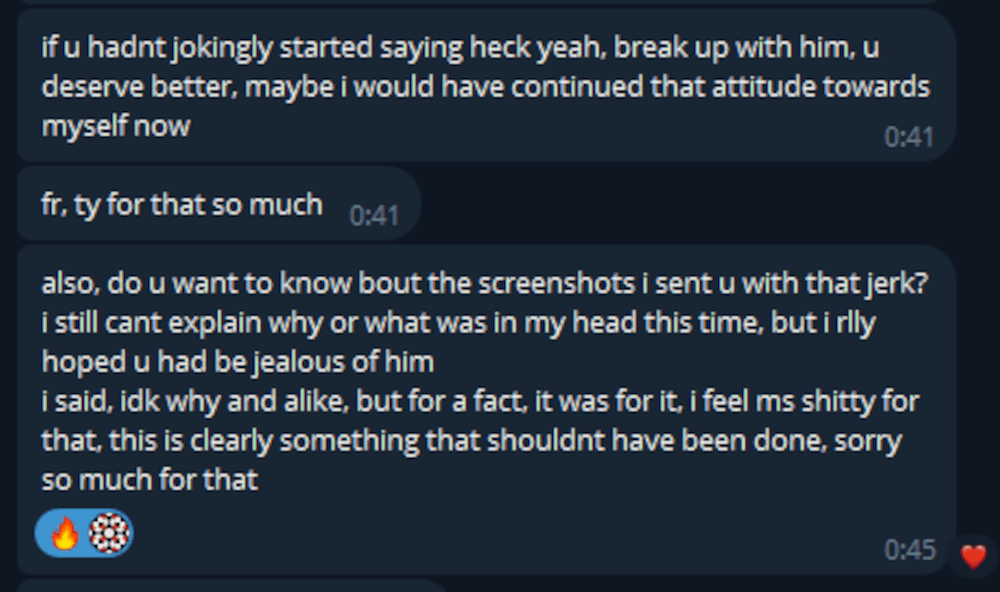 if u hadnt jokingly started saying heck yeah, break up with him, u
deserve better, maybe i would have continued that attitude towards
myself now
0:41
fr, ty for that so much 0:41
also, do u want to know bout the screenshots i sent u with that jerk?
i still cant explain why or what was in my head this time, but i rlly
hoped u had be jealous of him
i said, idk why and alike, but for a fact, it was for it, i feel ms shitty for
that, this is clearly something that shouldnt have been done, sorry
so much for that
0:45